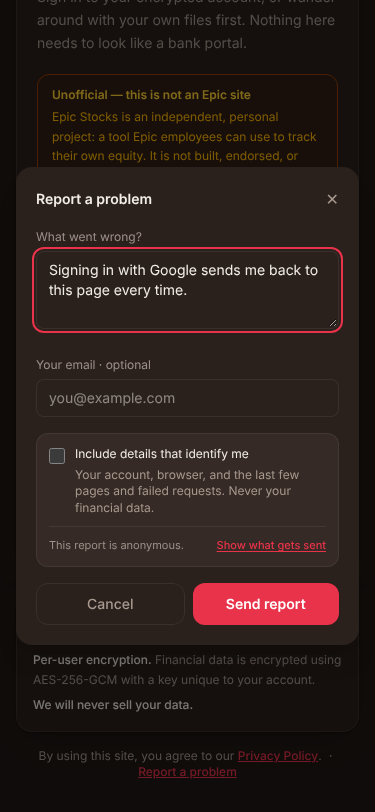 Sign in to your encrypted account, or wander
around with your own files first. Nothing here
needs to look like a bank portal.
Unofficial — this is not an Epic site
Epic Stocks is an independent, personal
project: a tool Epic employees can use to track
their own equity. It is not built, endorsed, or
Report a problem
✕
What went wrong?
Signing in with Google sends me back to
this page every time.
Your email · optional
you@example.com
Include details that identify me
Your account, browser, and the last few
pages and failed requests. Never your
financial data.
This report is anonymous.
Show what gets sent
Cancel
Send report
Per-user encryption. Financial data is encrypted using
AES-256-GCM with a key unique to your account.
We will never sell your data.
By using this site, you agree to our Privacy Policy. ·
Report a problem